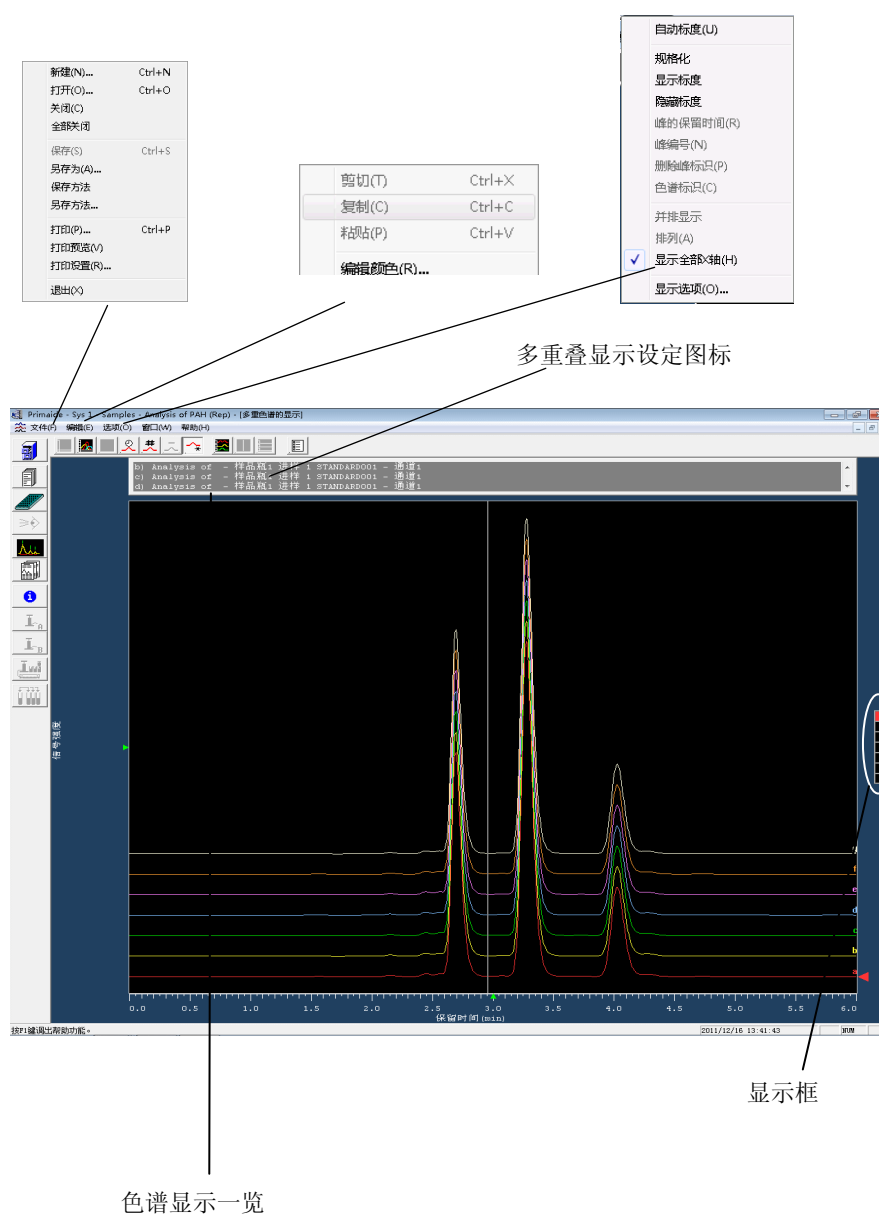 自动标度(U)
规格化
显示标度
隐藏标度
峰的保留时间(R)
峰编号(N)
删除峰标识(P)
色谱标识(C)
并排显示
排列(A)
显示全部X轴(H)
显示选项(O)...
新建(N)... Ctrl+N
打开(O)... Ctrl+O
关闭(C)
全部关闭
保存(S) Ctrl+S
另存为(A)...
保存方法
另存方法...
打印(P)... Ctrl+P
打印预览(V)
打印设置(R)...
退出(X)
剪切(T) Ctrl+X
复制(C) Ctrl+C
粘贴(P) Ctrl+V
编辑颜色(R)...
多重叠显示设定图标
Primaide - Sys 1 - Samples - Analysis of PAH (Rep) - [多重色谱的显示]
文件(F) 编辑(E) 选项(O) 窗口(W) 帮助(H)
b) Analysis of - 样品瓶1 进样 1 STANDARD001 - 通道1
c) Analysis of - 样品瓶1 进样 1 STANDARD001 - 通道1
d) Analysis of - 样品瓶1 进样 1 STANDARD001 - 通道1
A
B
信号强度
f
e
d
c
b
a
0.0 0.5 1.0 1.5 2.0 2.5 3.0 3.5 4.0 4.5 5.0 5.5 6.0
保留时间(min)
按F1键调出帮助功能。 2011/12/16 13:41:43 NUM
显示框
色谱显示一览